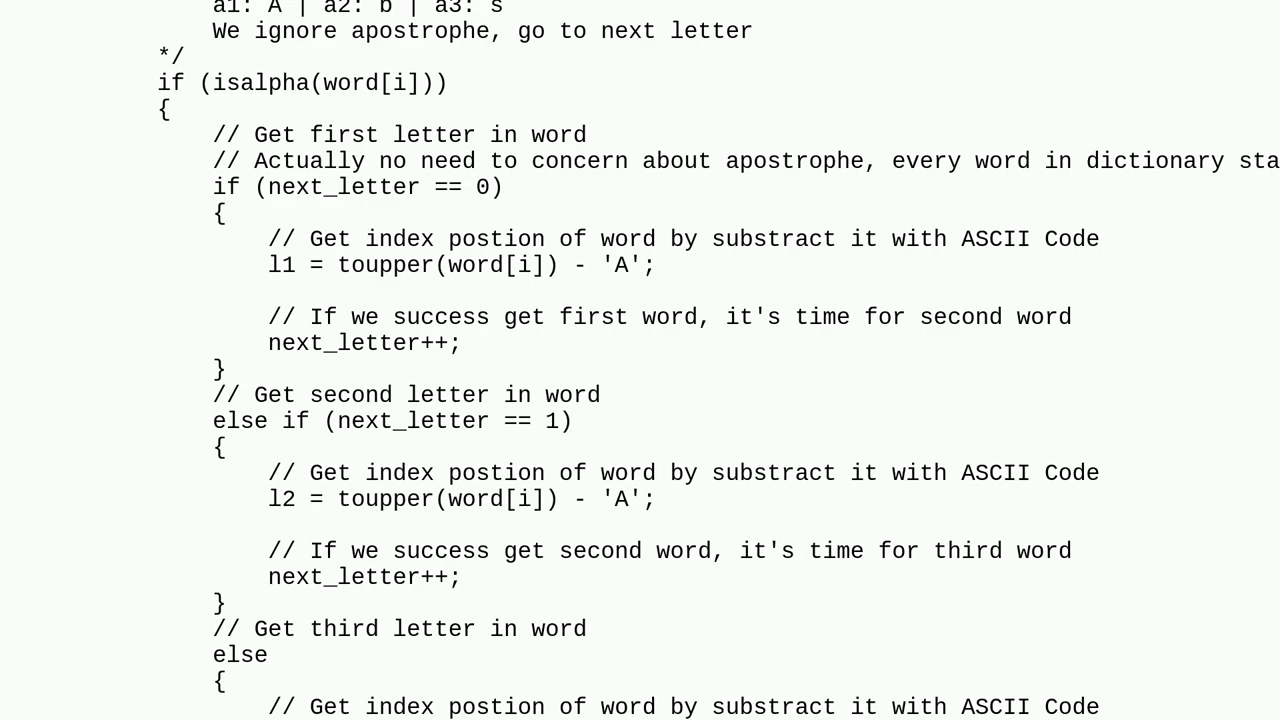 a1: A | a2: b | a3: s
We ignore apostrophe, go to next letter
*/
if (isalpha(word[i]))
{
// Get first letter in word
// Actually no need to concern about apostrophe, every word in dictionary sta
if (next_letter == 0)
{
// Get index postion of word by substract it with ASCII Code
l1 = toupper(word[i]) - 'A';
// If we success get first word, it's time for second word
next_letter++;
}
// Get second letter in word
else if (next_letter == 1)
{
// Get index postion of word by substract it with ASCII Code
l2 = toupper(word[i]) - 'A';
// If we success get second word, it's time for third word
next_letter++;
}
// Get third letter in word
else
{
// Get index postion of word by substract it with ASCII Code